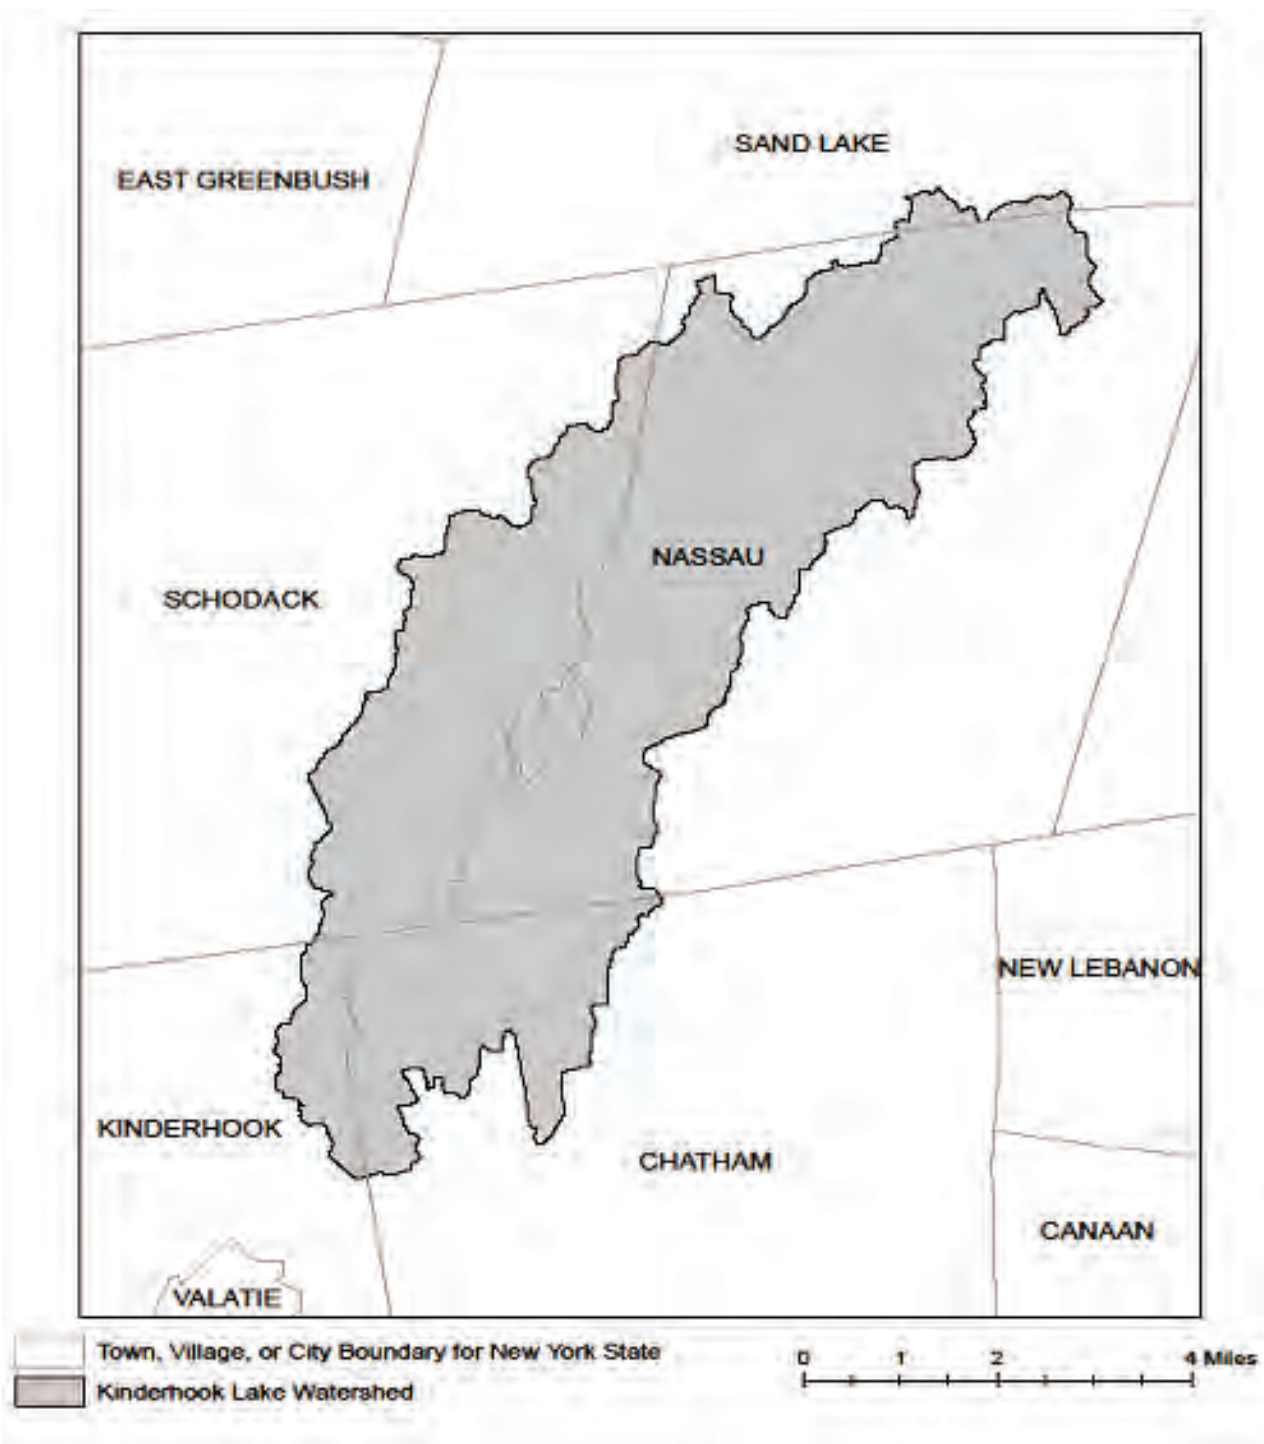 SAND LAKE
EAST GREENBUSH
NASSAU
SCHODACK
NEW LEBANON
KINDERHOOK
CHATHAM
CANAAN
VALATIE
Town, Village, or City Boundary for New York State
0 1 2 4 Miles
Kinderhook Lake Watershed